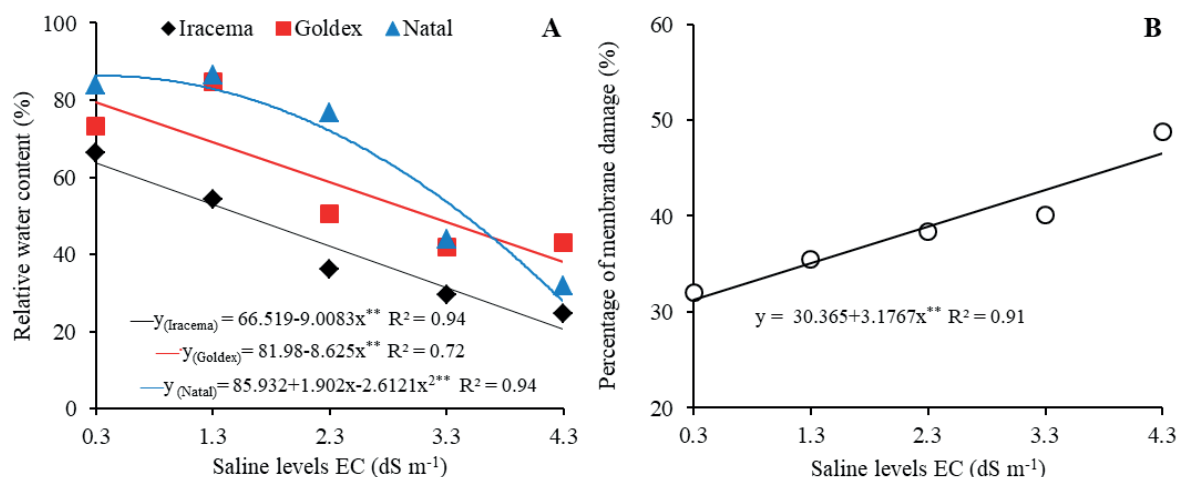 100
80
60
40
20
0
Relative water content (%)
Iracema Goldex Natal
A
y(Iracema) = 66.519-9.0083x** R² = 0.94
y(Goldex)= 81.98-8.625x** R² = 0.72
y (Natal)= 85.932+1.902x-2.6121x²** R² = 0.94
0.3 1.3 2.3 3.3 4.3
Saline levels EC (dS m⁻¹)
60
50
40
30
20
Percentage of membrane damage (%)
B
y = 30.365+3.1767x** R² = 0.91
0.3 1.3 2.3 3.3 4.3
Saline levels EC (dS m⁻¹)